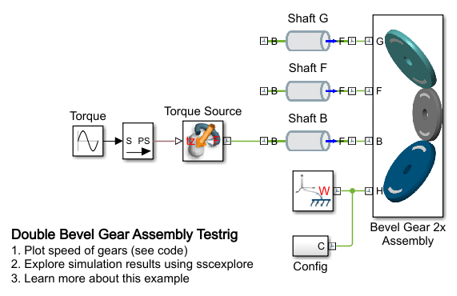 Shaft G
B F G
Shaft F
B F F
Torque Torque Source Shaft B
S PS B F B
W H
Bevel Gear 2x
Assembly
C
Config
Double Bevel Gear Assembly Testrig
1. Plot speed of gears (see code)
2. Explore simulation results using sscexplore
3. Learn more about this example